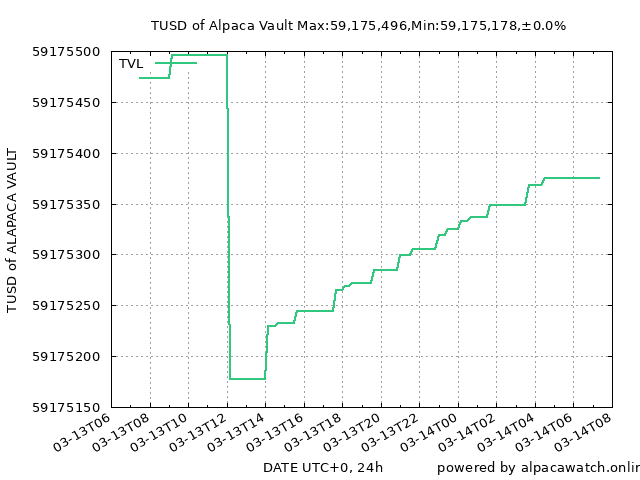 TUSD of Alpaca Vault Max:59,175,496,Min:59,175,178,±0.0%
TVL
59175500
59175450
59175400
59175350
59175300
59175250
59175200
59175150
TUSD of ALAPACA VAULT
03-13T06
03-13T08
03-13T10
03-13T12
03-13T14
03-13T16
03-13T18
03-13T20
03-13T22
03-14T00
03-14T02
03-14T04
03-14T06
03-14T08
DATE UTC+0, 24h
powered by alpacawatch.onlin